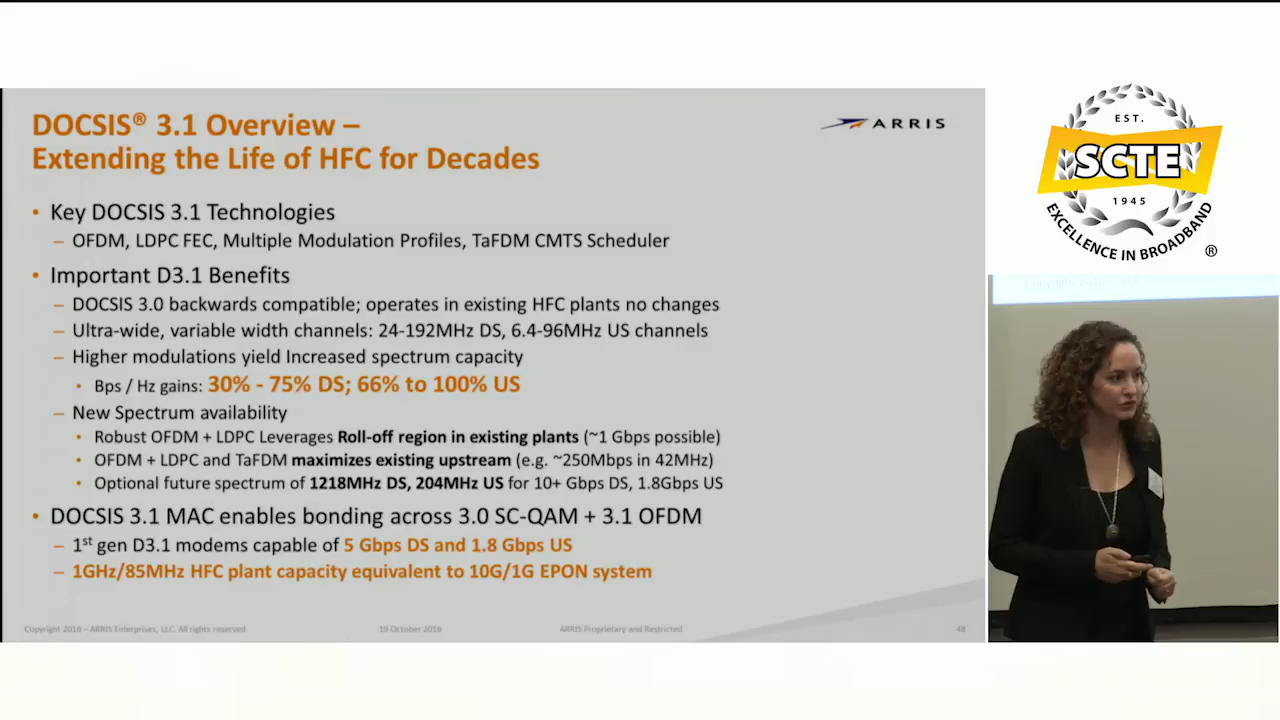 DOCSIS® 3.1 Overview –
Extending the Life of HFC for Decades
ARRIS
• Key DOCSIS 3.1 Technologies
– OFDM, LDPC FEC, Multiple Modulation Profiles, TaFDM CMTS Scheduler
• Important D3.1 Benefits
– DOCSIS 3.0 backwards compatible; operates in existing HFC plants no changes
– Ultra-wide, variable width channels: 24-192MHz DS, 6.4-96MHz US channels
– Higher modulations yield Increased spectrum capacity
• Bps / Hz gains: 30% - 75% DS; 66% to 100% US
– New Spectrum availability
• Robust OFDM + LDPC Leverages Roll-off region in existing plants (~1 Gbps possible)
• OFDM + LDPC and TaFDM maximizes existing upstream (e.g. ~250Mbps in 42MHz)
• Optional future spectrum of 1218MHz DS, 204MHz US for 10+ Gbps DS, 1.8Gbps US
• DOCSIS 3.1 MAC enables bonding across 3.0 SC-QAM + 3.1 OFDM
– 1st gen D3.1 modems capable of 5 Gbps DS and 1.8 Gbps US
– 1GHz/85MHz HFC plant capacity equivalent to 10G/1G EPON system
Copyright 2016 – ARRIS Enterprises, LLC. All rights reserved
19 October 2016
ARRIS Proprietary and Restricted
48
EST.
SCTE
1945
EXCELLENCE IN BROADBAND
®